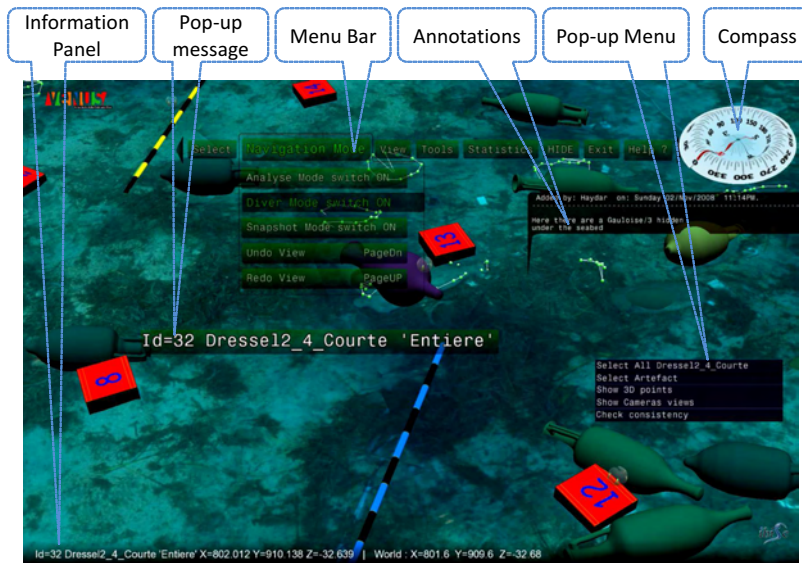 Information Panel
Pop-up message
Menu Bar
Annotations
Pop-up Menu
Compass
VENUS
14
Select Navigation Mode View Tools Statistics HIDE Exit Help ?
Analyse Mode switch ON
Diver Mode switch ON
Snapshot Mode switch ON
Undo View PageDn
Redo View PageUP
Added by: Haydar on: Sunday 02/Nov/2008' 11:14PM.
Here there are a Gauloise/3 hidden
under the seabed
13
Id=32 Dressel2_4_Courte 'Entiere'
8
Select All Dressel2_4_Courte
Select Artefact
Show 3D points
Show Cameras views
Check consistency
12
Id=32 Dressel2_4_Courte 'Entiere' X=802.012 Y=910.138 Z=-32.639 | World : X=801.6 Y=909.6 Z=-32.68